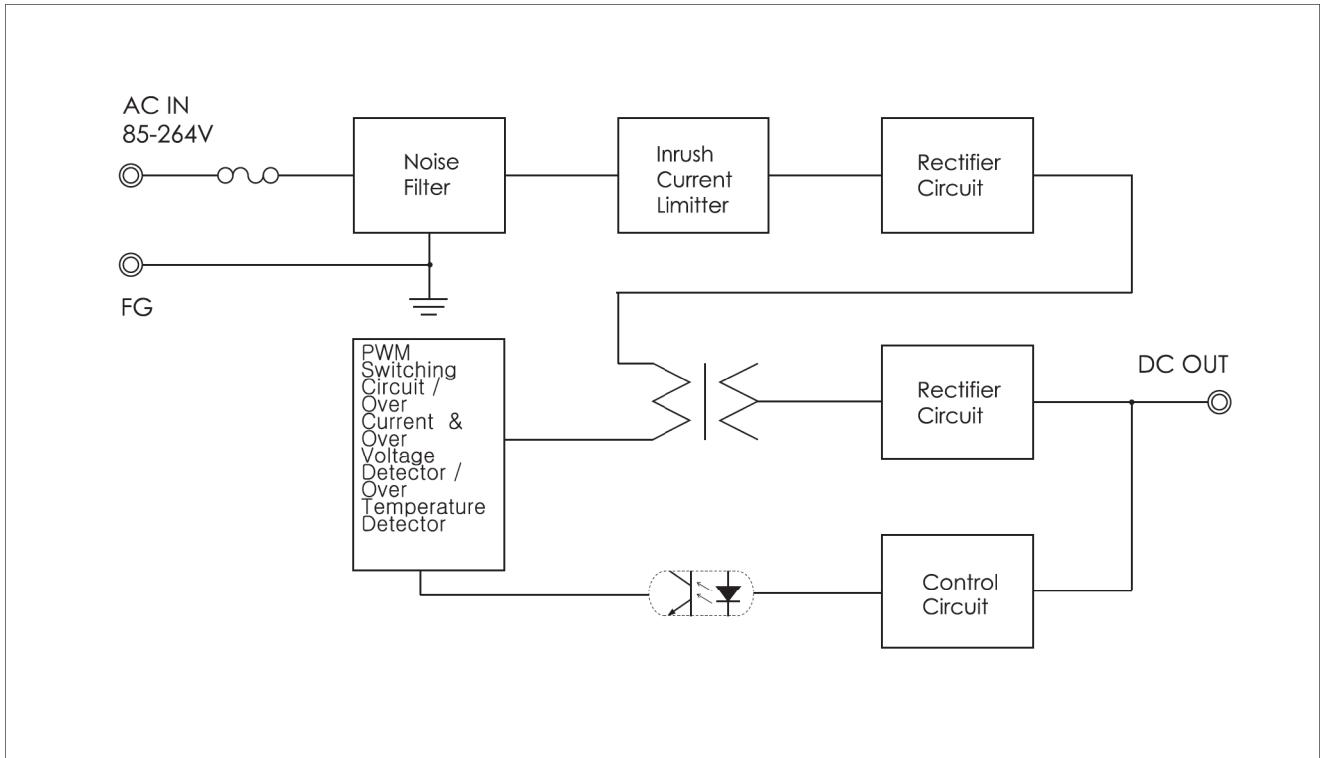 AC IN
85-264V
Noise
Filter
Inrush
Current
Limitter
Rectifier
Circuit
FG
PWM
Switching
Circuit /
Over
Current &
Over
Voltage
Detector /
Over
Temperature
Detector
Rectifier
Circuit
DC OUT
Control
Circuit